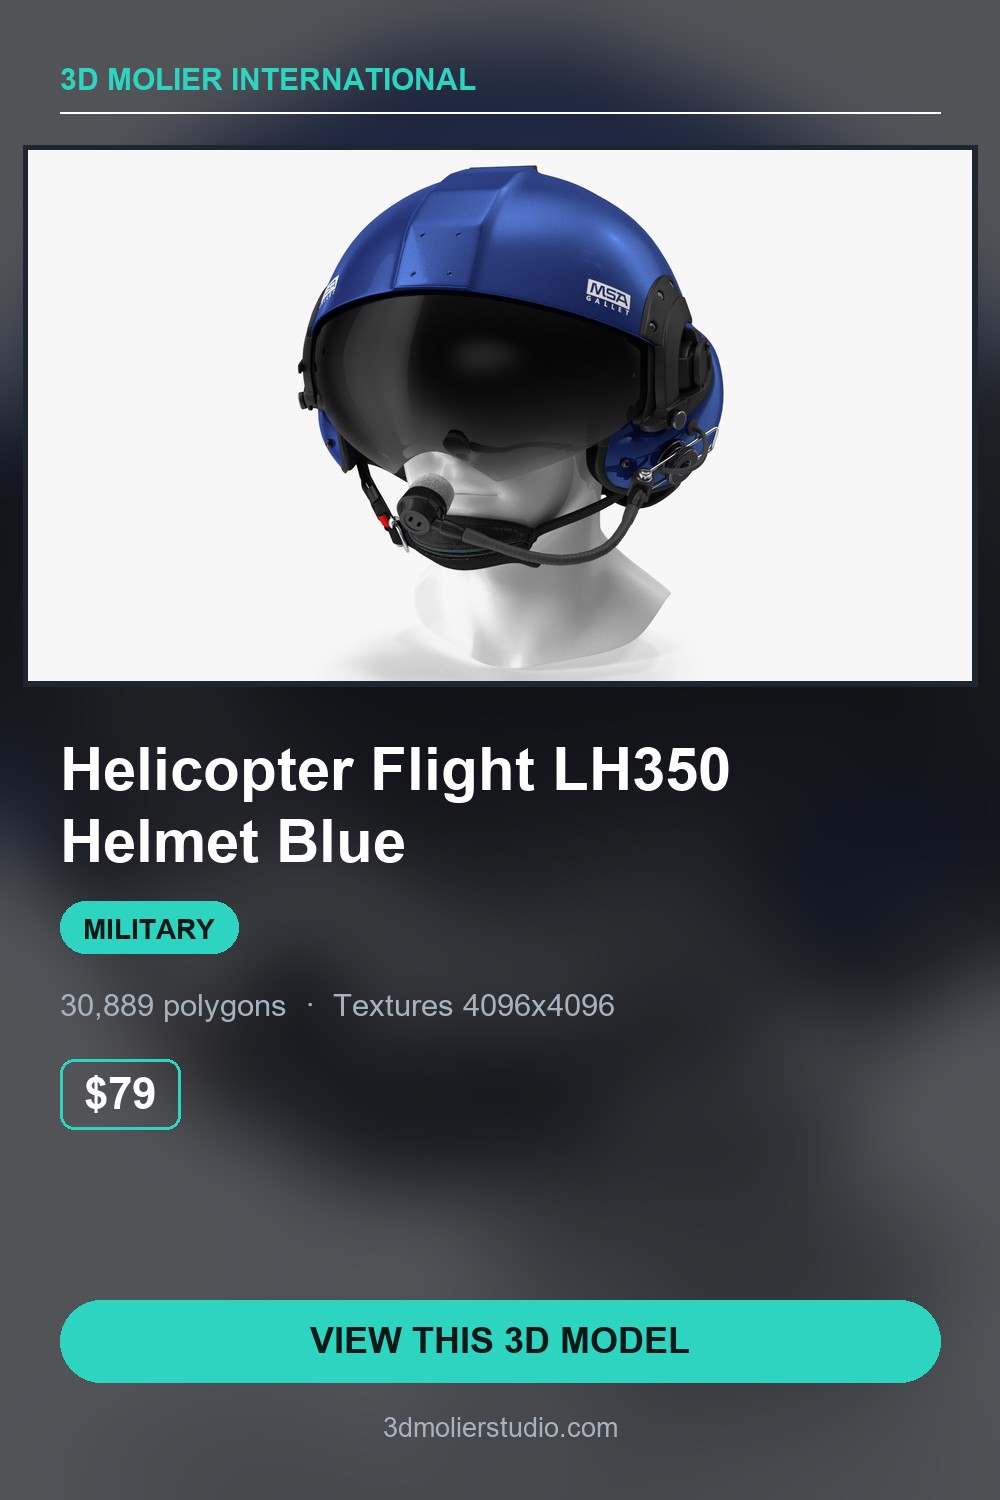 3D MOLIER INTERNATIONAL
MSA
GALLET
Helicopter Flight LH350
Helmet Blue
MILITARY
30,889 polygons · Textures 4096x4096
$79
VIEW THIS 3D MODEL
3dmolierstudio.com